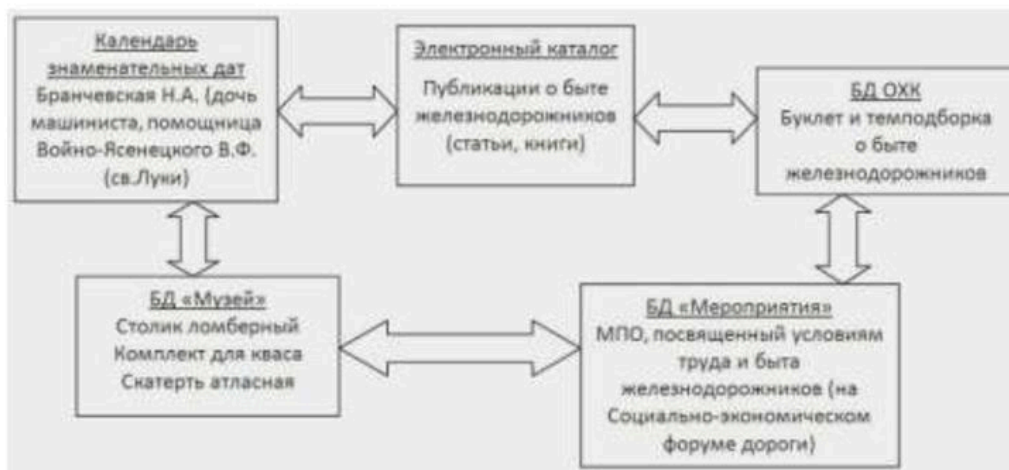 Календарь
знаменательных дат
Бранчевская Н.А. (дочь
машиниста, помощница
Войно-Ясенецкого В.Ф.
(св.Луки)
Электронный каталог
Публикации о быте
железнодорожников
(статьи, книги)
БД ОХК
Буклет и темподборка
о быте
железнодорожников
БД «Музей»
Столик ломберный
Комплект для кваса
Скатерть атласная
БД «Мероприятия»
МПО, посвященный условиям
труда и быта
железнодорожников (на
Социально-экономическом
форуме дороги)